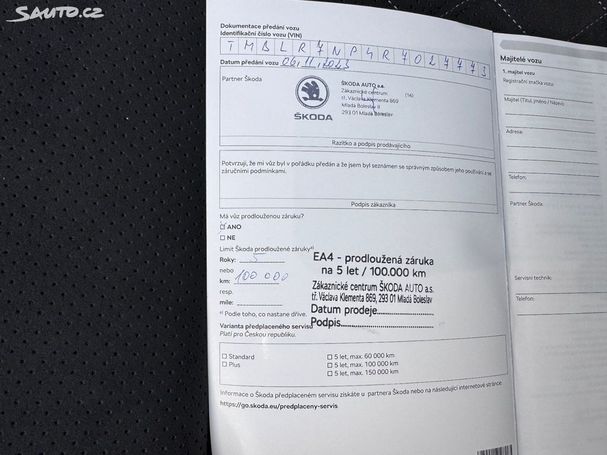 SAUTO.CZ
Dokumentace předání vozu
Identifikační číslo vozu (VIN)
TMBLR7NP4R7024473
Datum předání vozu 06.11.2023
Partner Škoda
ŠKODA AUTO a.s.
Zákaznické centrum (14)
tř. Václava Klementa 869
Mladá Boleslav II
293 01 Mladá Boleslav
ŠKODA
Razítko a podpis prodávajícího
Potvrzuji, že mi vůz byl v pořádku předán a že jsem byl seznámen se správným způsobem jeho používání a se
záručními podmínkami.
Podpis zákazníka
Má vůz prodlouženou záruku?
ANO
NE
Limit Škoda prodloužené záruky a)
Roky: 5
nebo
km: 100 000
resp.
míle:
a) Podle toho, co nastane dříve.
EA4 - prodloužená záruka
na 5 let / 100.000 km
Zákaznické centrum ŠKODA AUTO a.s.
tř. Václava Klementa 869, 293 01 Mladá Boleslav
Datum prodeje
Podpis
Varianta předplaceného servisu
Platí pro Českou republiku.
Standard
Plus
5 let, max. 60 000 km
5 let, max. 100 000 km
5 let, max. 150 000 km
Informace o Škoda předplaceném servisu získáte u partnera Škoda nebo na následující internetové stránce
https://go.skoda.eu/predplaceny-servis
Majitelé vozu
1. majitel vozu
Registrační značka vozu:
Majitel (Titul, jméno / Název):
Adresa:
Telefon:
Partner Škoda:
Servisní technik:
Telefon: